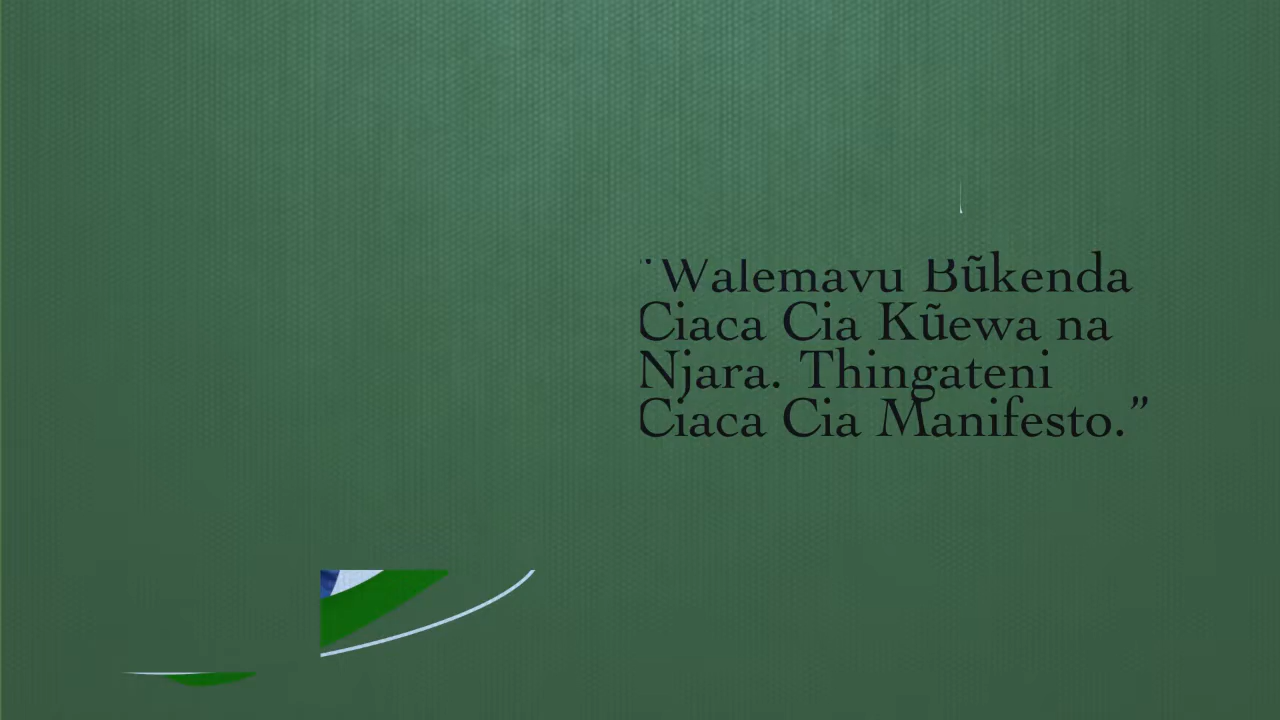 "Walemavu Bũkenda
Ciaca Cia Kũewa na
Njara. Thingateni
Ciaca Cia Manifesto.”